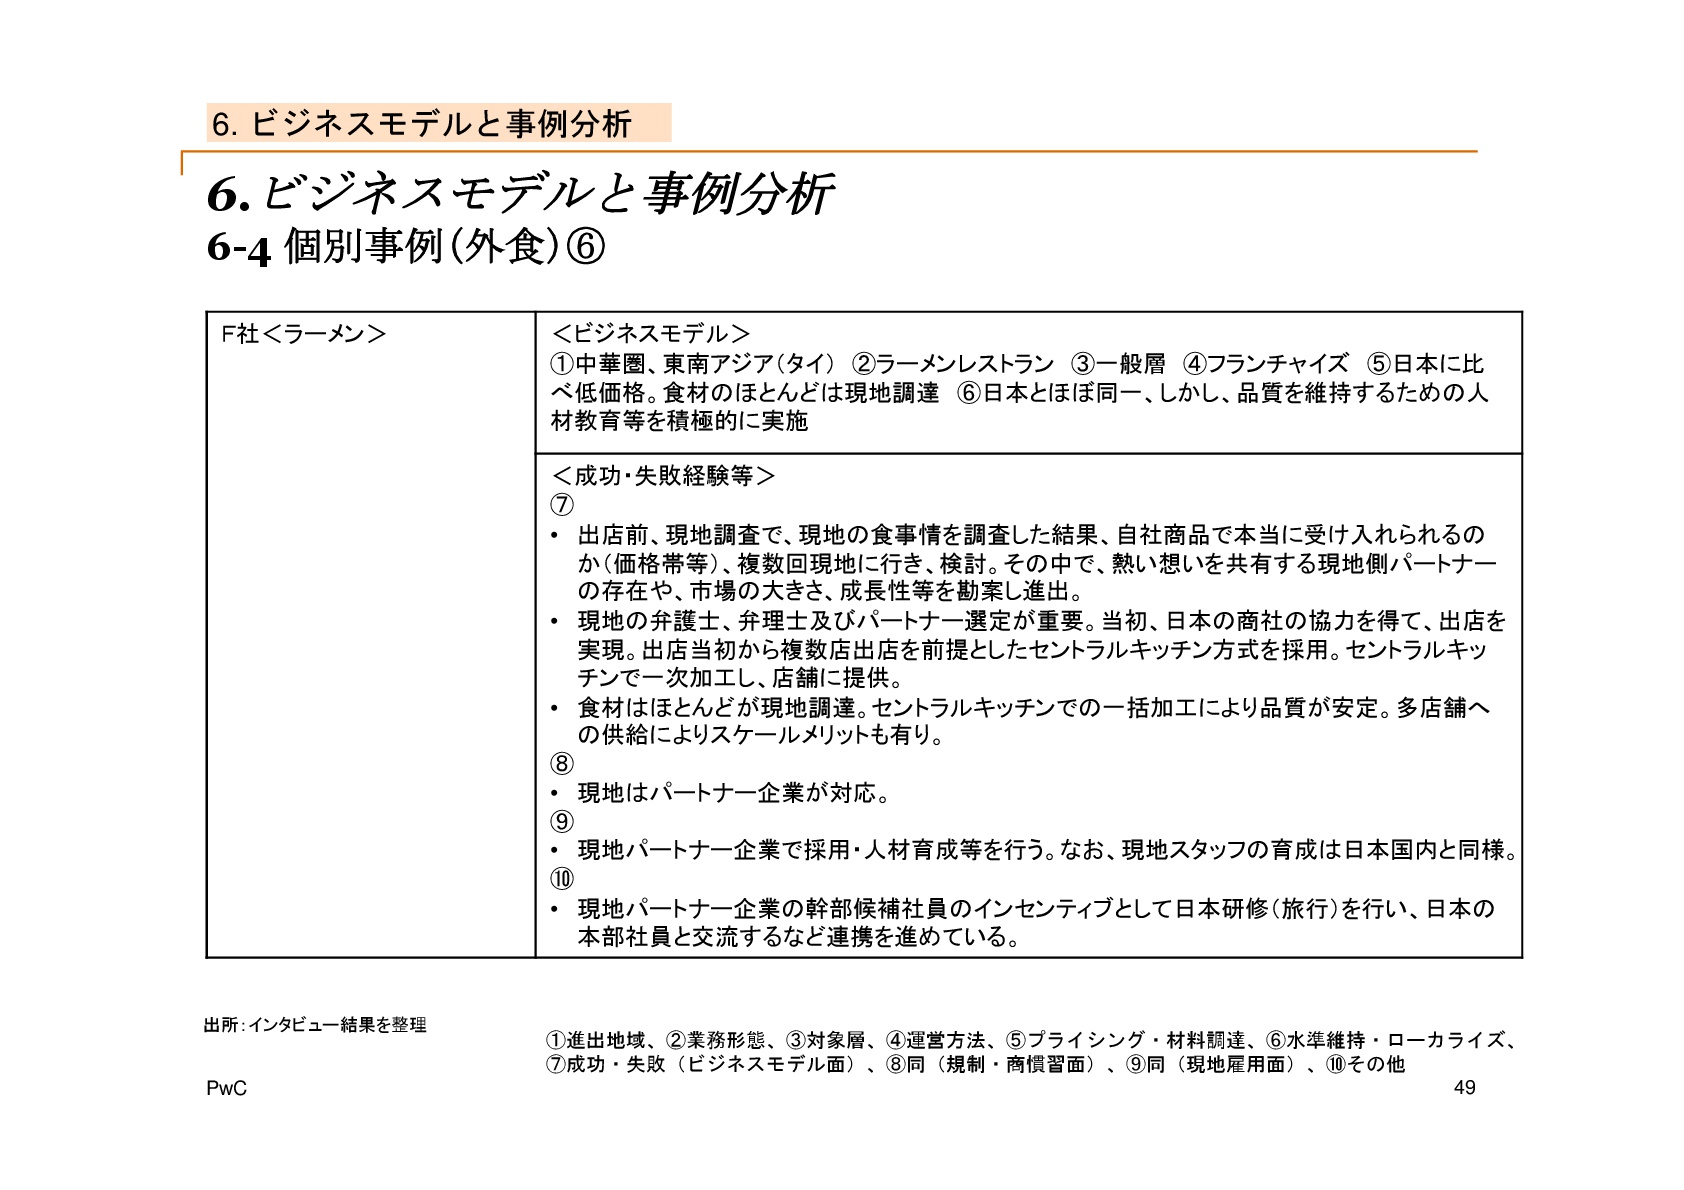 6. ビジネスモデルと事例分析
6. ビジネスモデルと事例分析
6-4 個別事例(外食)⑥
F社＜ラーメン＞
＜ビジネスモデル＞
①中華圏、東南アジア(タイ) ②ラーメンレストラン ③一般層 ④フランチャイズ ⑤日本に比
べ低価格。食材のほとんどは現地調達 ⑥日本とほぼ同一、しかし、品質を維持するための人
材教育等を積極的に実施
＜成功・失敗経験等＞
⑦
・ 出店前、現地調査で、現地の食事情を調査した結果、自社商品で本当に受け入れられるの
か(価格帯等)、複数回現地に行き、検討。その中で、熱い想いを共有する現地側パートナー
の存在や、市場の大きさ、成長性等を勘案し進出。
・ 現地の弁護士、弁理士及びパートナー選定が重要。当初、日本の商社の協力を得て、出店を
実現。出店当初から複数店出店を前提としたセントラルキッチン方式を採用。セントラルキッ
チンで一次加工し、店舗に提供。
・ 食材はほとんどが現地調達。セントラルキッチンでの一括加工により品質が安定。多店舗へ
の供給によりスケールメリットも有り。
⑧
・ 現地はパートナー企業が対応。
⑨
・ 現地パートナー企業で採用・人材育成等を行う。なお、現地スタッフの育成は日本国内と同様。
⑩
・ 現地パートナー企業の幹部候補社員のインセンティブとして日本研修(旅行)を行い、日本の
本部社員と交流するなど連携を進めている。
出所：インタビュー結果を整理
①進出地域、②業務形態、③対象層、④運営方法、⑤プライシング・材料調達、⑥水準維持・ローカライズ、
⑦成功・失敗（ビジネスモデル面）、⑧同（規制・商慣習面）、⑨同（現地雇用面）、⑩その他
PwC
49